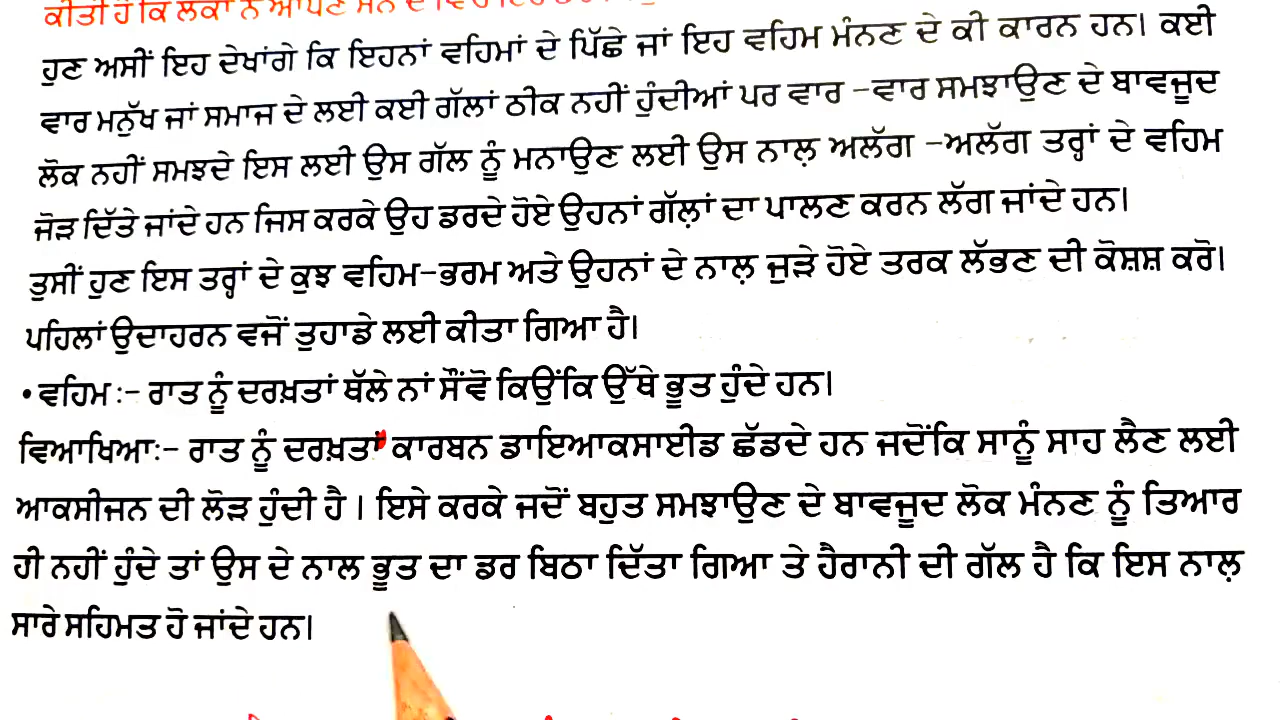 ਹੁਣ ਅਸੀਂ ਇਹ ਦੇਖਾਂਗੇ ਕਿ ਇਹਨਾਂ ਵਹਿਮਾਂ ਦੇ ਪਿੱਛੇ ਜਾਂ ਇਹ ਵਹਿਮ ਮੰਨਣ ਦੇ ਕੀ ਕਾਰਨ ਹਨ। ਕਈ
ਵਾਰ ਮਨੁੱਖ ਜਾਂ ਸਮਾਜ ਦੇ ਲਈ ਕਈ ਗੱਲਾਂ ਠੀਕ ਨਹੀਂ ਹੁੰਦੀਆਂ ਪਰ ਵਾਰ -ਵਾਰ ਸਮਝਾਉਣ ਦੇ ਬਾਵਜੂਦ
ਲੋਕ ਨਹੀਂ ਸਮਝਦੇ ਇਸ ਲਈ ਉਸ ਗੱਲ ਨੂੰ ਮਨਾਉਣ ਲਈ ਉਸ ਨਾਲ਼ ਅਲੱਗ -ਅਲੱਗ ਤਰ੍ਹਾਂ ਦੇ ਵਹਿਮ
ਜੋੜ ਦਿੱਤੇ ਜਾਂਦੇ ਹਨ ਜਿਸ ਕਰਕੇ ਉਹ ਡਰਦੇ ਹੋਏ ਉਹਨਾਂ ਗੱਲ਼ਾਂ ਦਾ ਪਾਲਣ ਕਰਨ ਲੱਗ ਜਾਂਦੇ ਹਨ।
ਤੁਸੀਂ ਹੁਣ ਇਸ ਤਰ੍ਹਾਂ ਦੇ ਕੁਝ ਵਹਿਮ-ਭਰਮ ਅਤੇ ਉਹਨਾਂ ਦੇ ਨਾਲ਼ ਜੁੜੇ ਹੋਏ ਤਰਕ ਲੱਭਣ ਦੀ ਕੋਸ਼ਸ਼ ਕਰੋ।
ਪਹਿਲਾਂ ਉਦਾਹਰਨ ਵਜੋਂ ਤੁਹਾਡੇ ਲਈ ਕੀਤਾ ਗਿਆ ਹੈ।
• ਵਹਿਮ :- ਰਾਤ ਨੂੰ ਦਰਖ਼ਤਾਂ ਥੱਲੇ ਨਾਂ ਸੌਂਵੋ ਕਿਉਂਕਿ ਉੱਥੇ ਭੂਤ ਹੁੰਦੇ ਹਨ।
ਵਿਆਖਿਆ:- ਰਾਤ ਨੂੰ ਦਰਖ਼ਤਾਂ ਕਾਰਬਨ ਡਾਇਆਕਸਾਈਡ ਛੱਡਦੇ ਹਨ ਜਦੋਂਕਿ ਸਾਨੂੰ ਸਾਹ ਲੈਣ ਲਈ
ਆਕਸੀਜਨ ਦੀ ਲੋੜ ਹੁੰਦੀ ਹੈ । ਇਸੇ ਕਰਕੇ ਜਦੋਂ ਬਹੁਤ ਸਮਝਾਉਣ ਦੇ ਬਾਵਜੂਦ ਲੋਕ ਮੰਨਣ ਨੂੰ ਤਿਆਰ
ਹੀ ਨਹੀਂ ਹੁੰਦੇ ਤਾਂ ਉਸ ਦੇ ਨਾਲ ਭੂਤ ਦਾ ਡਰ ਬਿਠਾ ਦਿੱਤਾ ਗਿਆ ਤੇ ਹੈਰਾਨੀ ਦੀ ਗੱਲ ਹੈ ਕਿ ਇਸ ਨਾਲ਼
ਸਾਰੇ ਸਹਿਮਤ ਹੋ ਜਾਂਦੇ ਹਨ।